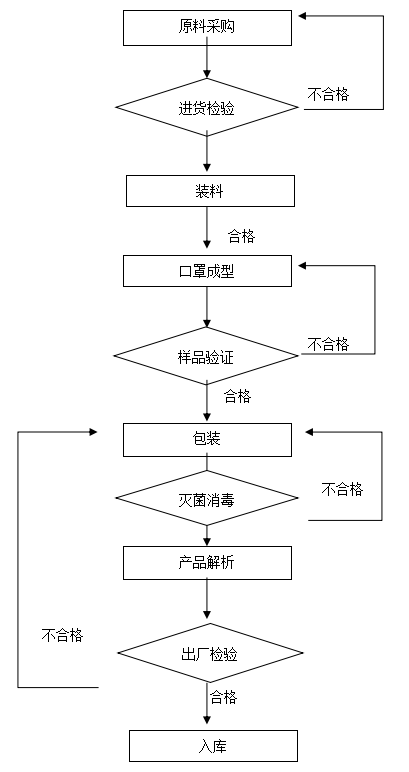 原料采购
不合格
进货检验
装料
合格
口罩成型
不合格
样品验证
合格
包装
不合格
灭菌消毒
产品解析
不合格
出厂检验
合格
入库